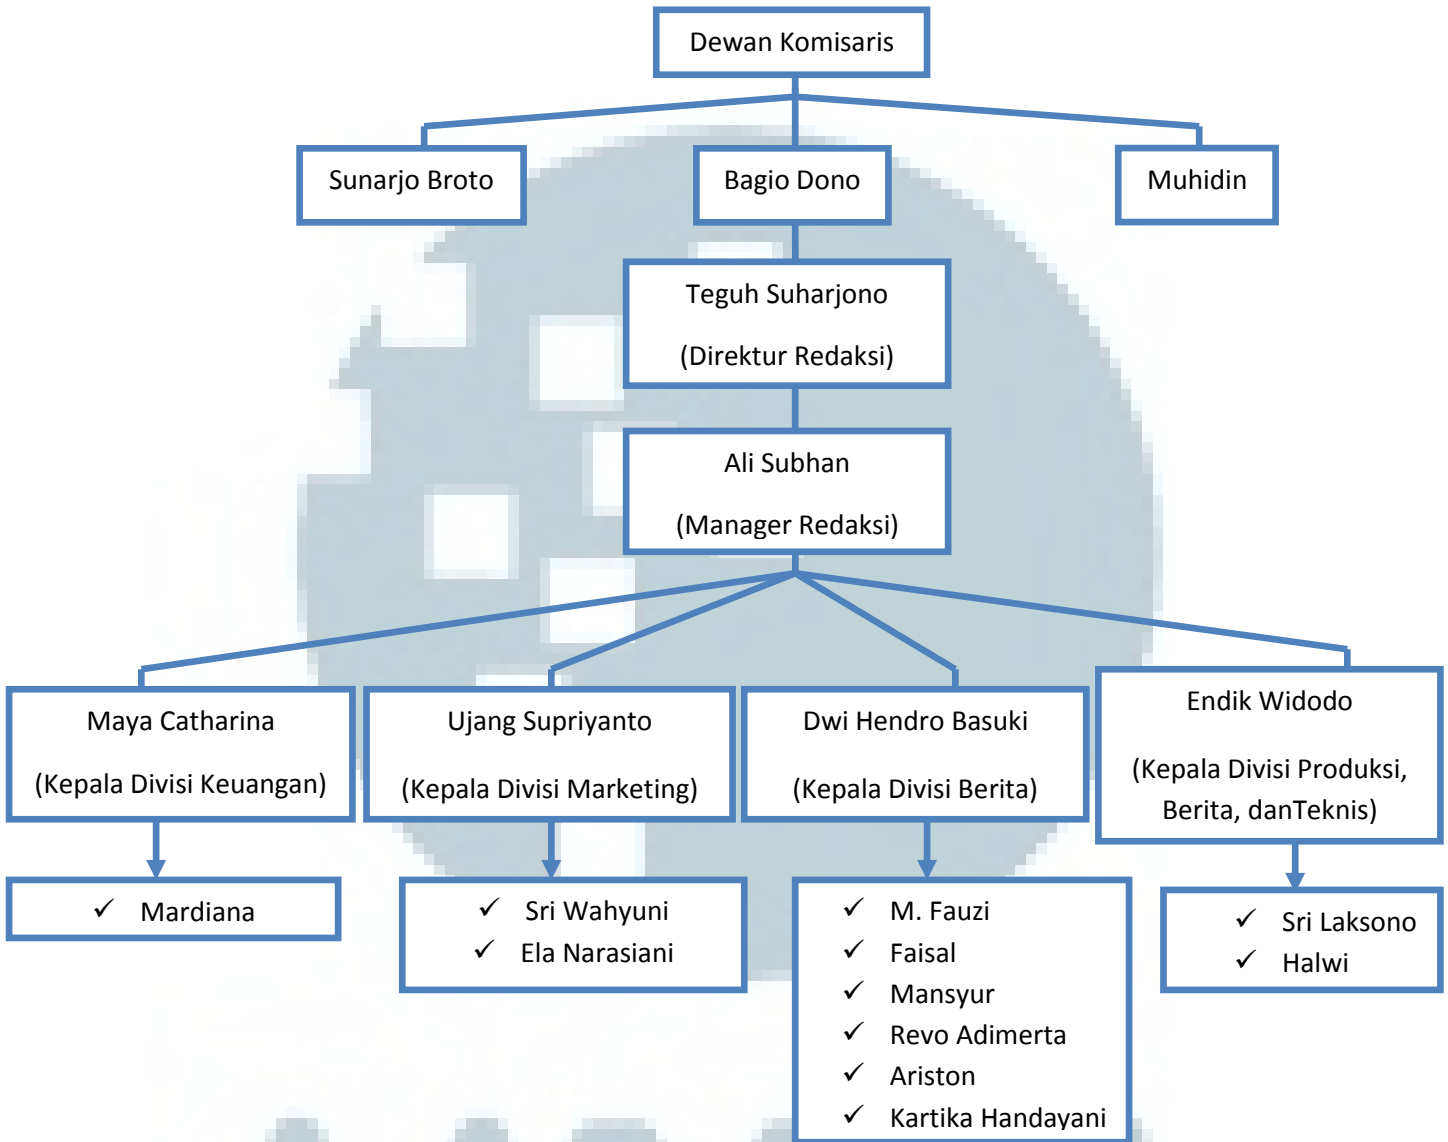 Dewan Komisaris
Sunarjo Broto
Bagio Dono
Muhidin
Teguh Suharjono
(Direktur Redaksi)
Ali Subhan
(Manager Redaksi)
Maya Catharina
(Kepala Divisi Keuangan)
Ujang Supriyanto
(Kepala Divisi Marketing)
Dwi Hendro Basuki
(Kepala Divisi Berita)
Endik Widodo
(Kepala Divisi Produksi,
Berita, danTeknis)
✓ Mardiana
✓ Sri Wahyuni
✓ Ela Narasiani
✓ M. Fauzi
✓ Faisal
✓ Mansyur
✓ Revo Adimerta
✓ Ariston
✓ Kartika Handayani
✓ Sri Laksono
✓ Halwi